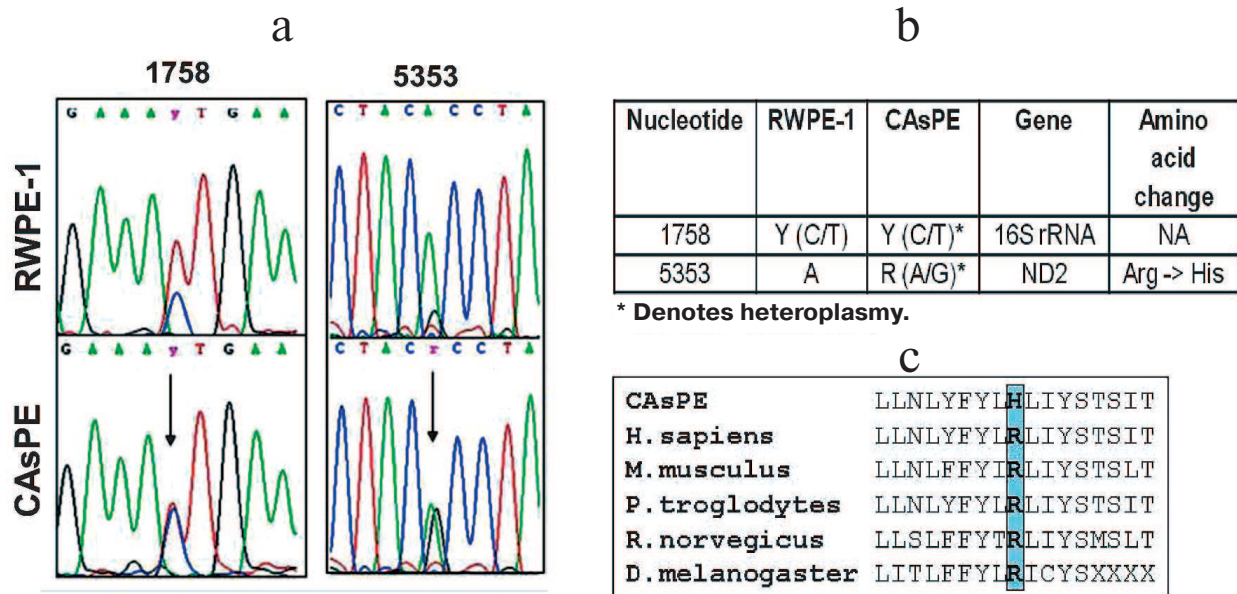 a
1758
5353
RWPE-1
G A A A y T G A A
C T A C A C C T A
CAsPE
G A A A y T G A A
C T A C r C C T A
b
Nucleotide RWPE-1 CAsPE Gene Amino acid change
1758 Y (C/T) Y (C/T)* 16S rRNA NA
5353 A R (A/G)* ND2 Arg -> His
* Denotes heteroplasmy.
c
CAsPE LLNLYFYLHLIYSTSIT
H.sapiens LLNLYFYLRLIYSTSIT
M.musculus LLNLFFYIRLIYSTSLT
P.troglodytes LLNLYFYLRLIYSTSIT
R.norvegicus LLSLFFYTRLIYSMSLT
D.melanogaster LITLFFYLRICYSXXXX